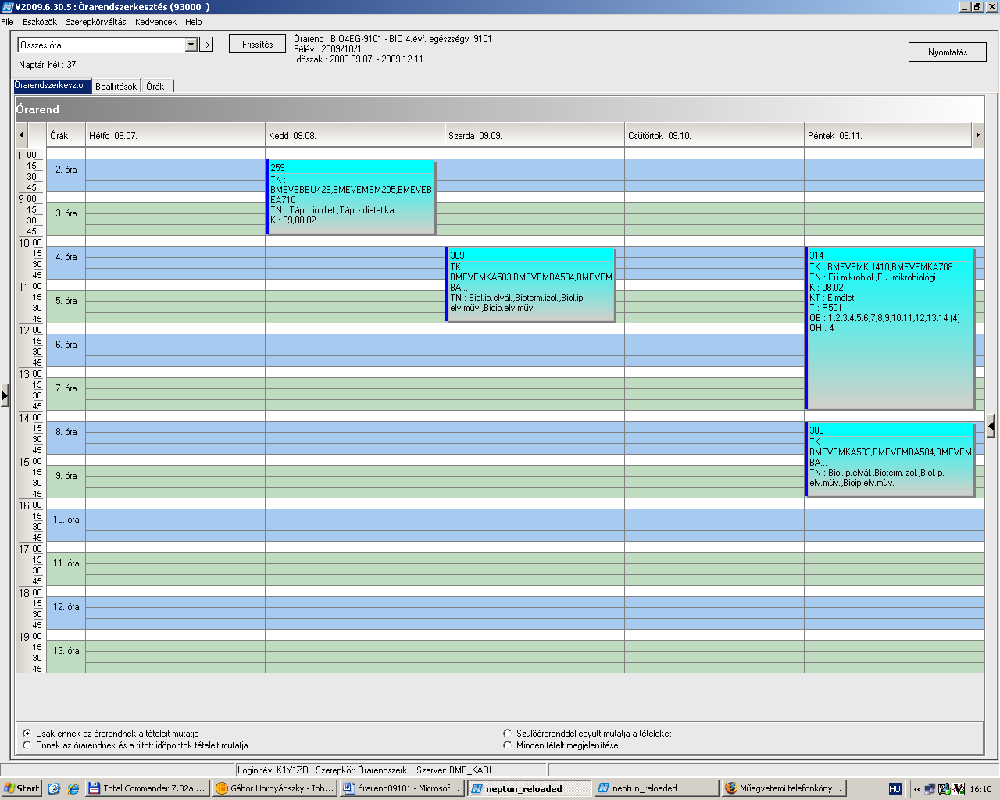 V2009.6.30.5 : Órarendszerkesztés (93000  )
File Eszközök Szerepkörváltás Kedvencek Help
Összes óra
->
Frissítés
Órarend : BIO4EG-9101 - BIO 4.évf. egészségv. 9101
Félév : 2009/10/1
Időszak : 2009.09.07. - 2009.12.11.
Nyomtatás
Naptári hét : 37
Órarendszerkeszto Beállítások Órák
Órarend
Órák Hétfő 09.07. Kedd 09.08. Szerda 09.09. Csütörtök 09.10. Péntek 09.11.
8 00
15
30
45
2. óra
9 00
15
30
45
3. óra
10 00
15
30
45
4. óra
11 00
15
30
45
5. óra
12 00
15
30
45
6. óra
13 00
15
30
45
7. óra
14 00
15
30
45
8. óra
15 00
15
30
45
9. óra
16 00
15
30
45
10. óra
17 00
15
30
45
11. óra
18 00
15
30
45
12. óra
19 00
15
30
45
13. óra
259
TK :
BMEVEBEU429,BMEVEMBM205,BMEVEB
EA710
TN : Tápl.bio.diet.,Tápl.- dietetika
K : 09,00,02
309
TK :
BMEVEMKA503,BMEVEMBA504,BMEVEM
BA...
TN : Biol.ip.elvál.,Bioterm.izol.,Biol.ip.
elv.műv.,Bioip.elv.műv.
314
TK : BMEVEMKU410,BMEVEMKA708
TN : Eü.mikrobiol.,Eü. mikrobiológi
K : 08,02
KT : Elmélet
T : R501
OB : 1,2,3,4,5,6,7,8,9,10,11,12,13,14 (4)
OH : 4
309
TK :
BMEVEMKA503,BMEVEMBA504,BMEVEM
BA...
TN : Biol.ip.elvál.,Bioterm.izol.,Biol.ip.
elv.műv.,Bioip.elv.műv.
Csak ennek az órarendnek a tételeit mutatja
Ennek az órarendnek és a tiltott időpontok tételeit mutatja
Szülőórarenddel együtt mutatja a tételeket
Minden tételt megjelenítése
Loginnév: K1Y1ZR Szerepkör: Órarendszerk. Szerver: BME_KARI
Start Total Commander 7.02a ... Gábor Hornyánszky - Inb... órarend09101 - Microsof... neptun_reloaded neptun_reloaded Műegyetemi telefonköny... HU « 16:10